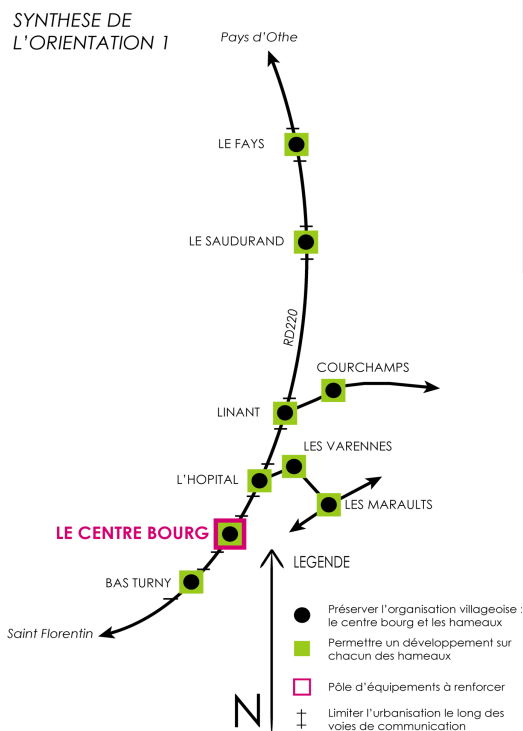 SYNTHESE DE
L'ORIENTATION 1
Pays d'Othe
LE FAYS
LE SAUDURAND
RD220
COURCHAMPS
LINANT
LES VARENNES
L'HOPITAL
LES MARAULTS
LE CENTRE BOURG
BAS TURNY
Saint Florentin
N
LEGENDE
Préserver l'organisation villageoise :
le centre bourg et les hameaux
Permettre un développement sur
chacun des hameaux
Pôle d'équipements à renforcer
Limiter l'urbanisation le long des
voies de communication